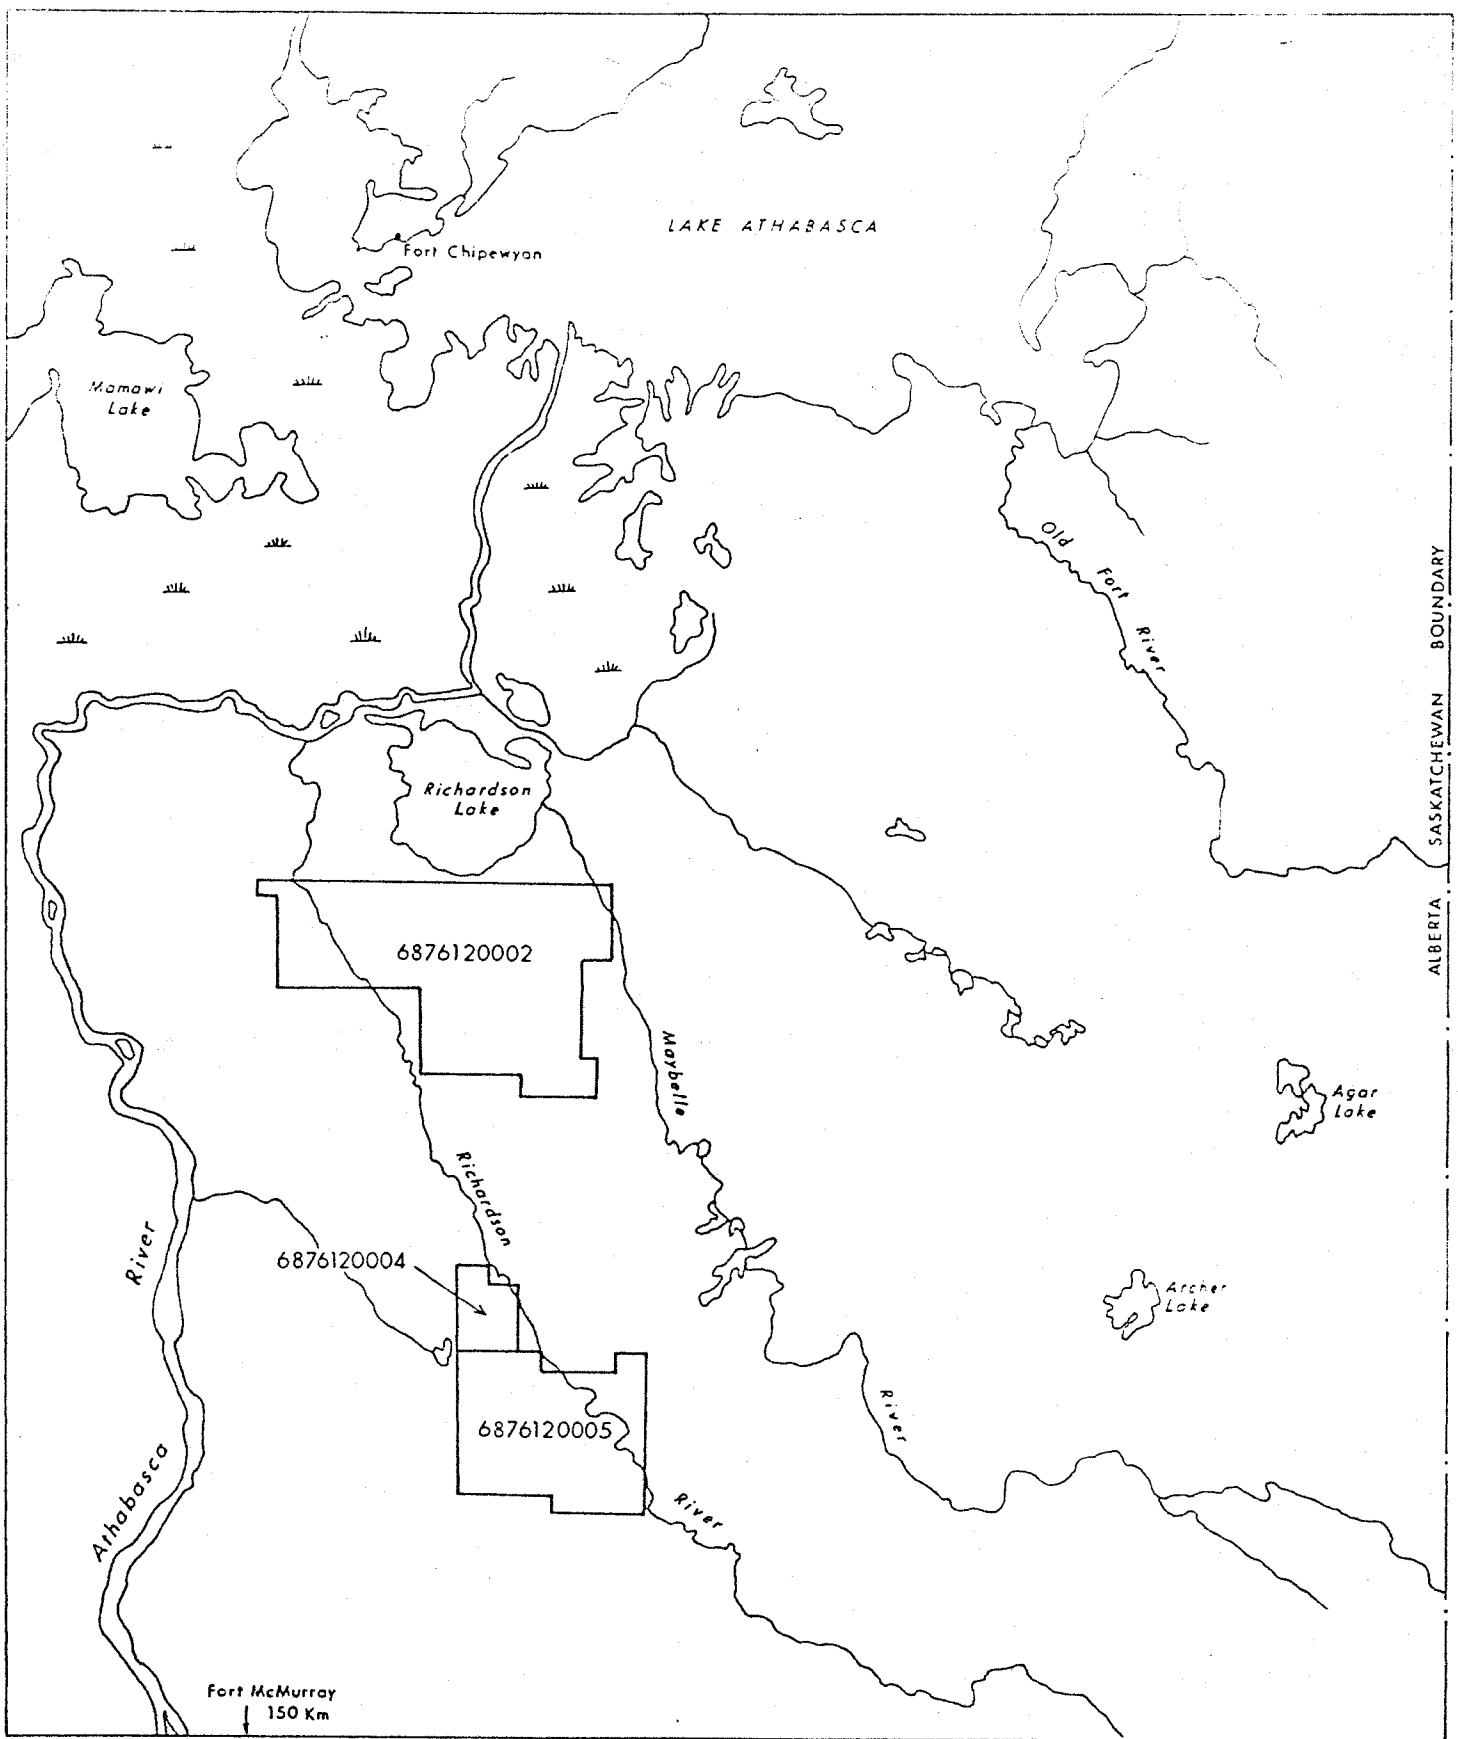 LAKE ATHABASCA
Fort Chipewyan
Mamawi
Lake
Old Fort River
ALBERTA SASKATCHEWAN BOUNDARY
Richardson
Lake
6876120002
Maybelle
Agar
Lake
Richardson
River
6876120004
Archer
Lake
River
6876120005
River
Athabasca
Fort McMurray
150 Km